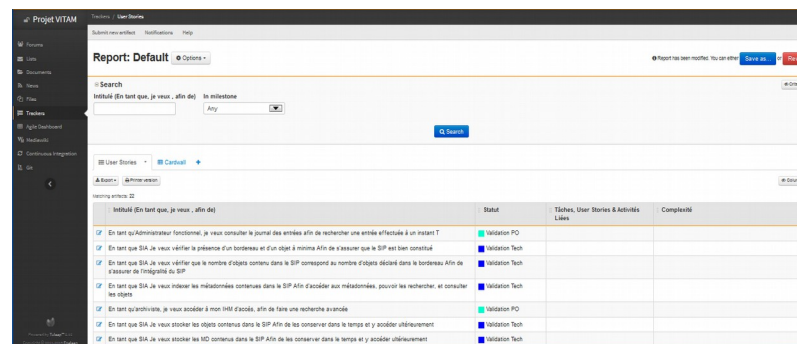 Projet VITAM
Trackers / User Stories
Submit new artifact Notifications Help
Forums
Lists
Documents
News
Files
Trackers
Agile Dashboard
Mediawiki
Continuous Integration
Git
Report: Default Options
Report has been modified. You can either Save as... or Re
Search
Intitulé (En tant que, je veux , afin de) In milestone
Any
Search
User Stories Cardwall +
Export Printer version
Matching artifacts: 22
Intitulé (En tant que, je veux , afin de) Statut Tâches, User Stories & Activités Liées Complexité
En tant qu'Administrateur fonctionnel, je veux consulter le journal des entrées afin de rechercher une entrée effectuée à un instant T Validation PO
En tant que SIA Je veux vérifier la présence d'un bordereau et d'un objet à minima Afin de s'assurer que le SIP est bien constitué Validation Tech
En tant que SIA Je veux vérifier que le nombre d'objets contenu dans le SIP correspond au nombre d'objets déclaré dans le bordereau Afin de Validation Tech
s'assurer de l'intégralité du SIP
En tant que SIA Je veux indexer les métadonnées contenues dans le SIP Afin d'accéder aux métadonnées, pouvoir les rechercher, et consulter Validation Tech
les objets
En tant qu'archiviste, je veux accéder à mon IHM d'accés, afin de faire une recherche avancée Validation PO
En tant que SIA Je veux stocker les objets contenus dans le SIP Afin de les conserver dans le temps et y accéder ultérieurement Validation Tech
En tant que SIA Je veux stocker les MD contenus dans le SIP Afin de les conserver dans le temps et y accéder ultérieurement Validation Tech